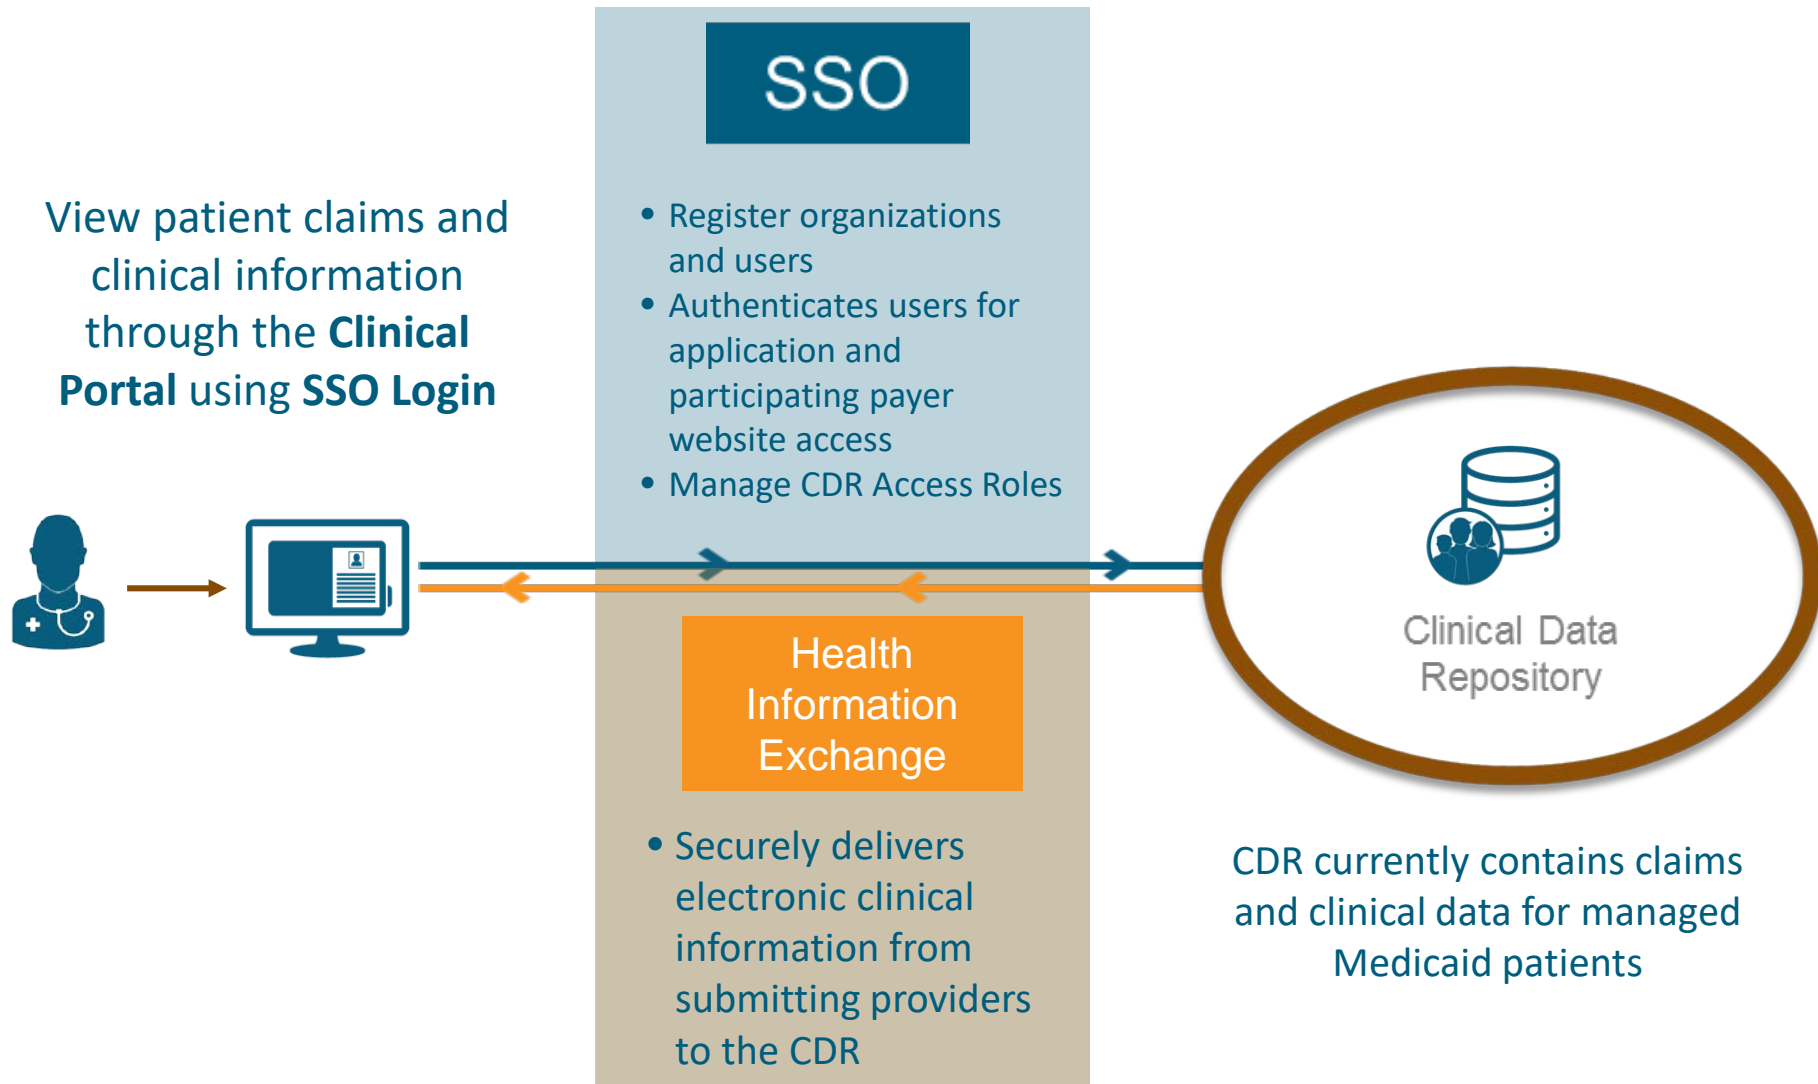 View patient claims and
clinical information
through the Clinical
Portal using SSO Login
SSO
• Register organizations
and users
• Authenticates users for
application and
participating payer
website access
• Manage CDR Access Roles
Health
Information
Exchange
• Securely delivers
electronic clinical
information from
submitting providers
to the CDR
Clinical Data
Repository
CDR currently contains claims
and clinical data for managed
Medicaid patients